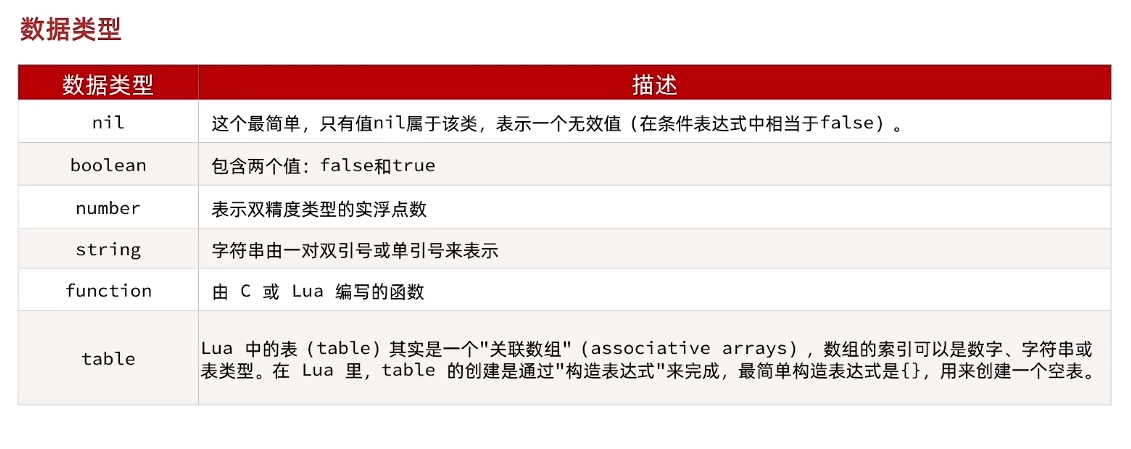 数据类型
数据类型 描述
nil 这个最简单，只有值nil属于该类，表示一个无效值（在条件表达式中相当于false）。
boolean 包含两个值：false和true
number 表示双精度类型的实浮点数
string 字符串由一对双引号或单引号来表示
function 由 C 或 Lua 编写的函数
table Lua 中的表（table）其实是一个"关联数组"（associative arrays），数组的索引可以是数字、字符串或
表类型。在 Lua 里，table 的创建是通过"构造表达式"来完成，最简单构造表达式是{}，用来创建一个空表。